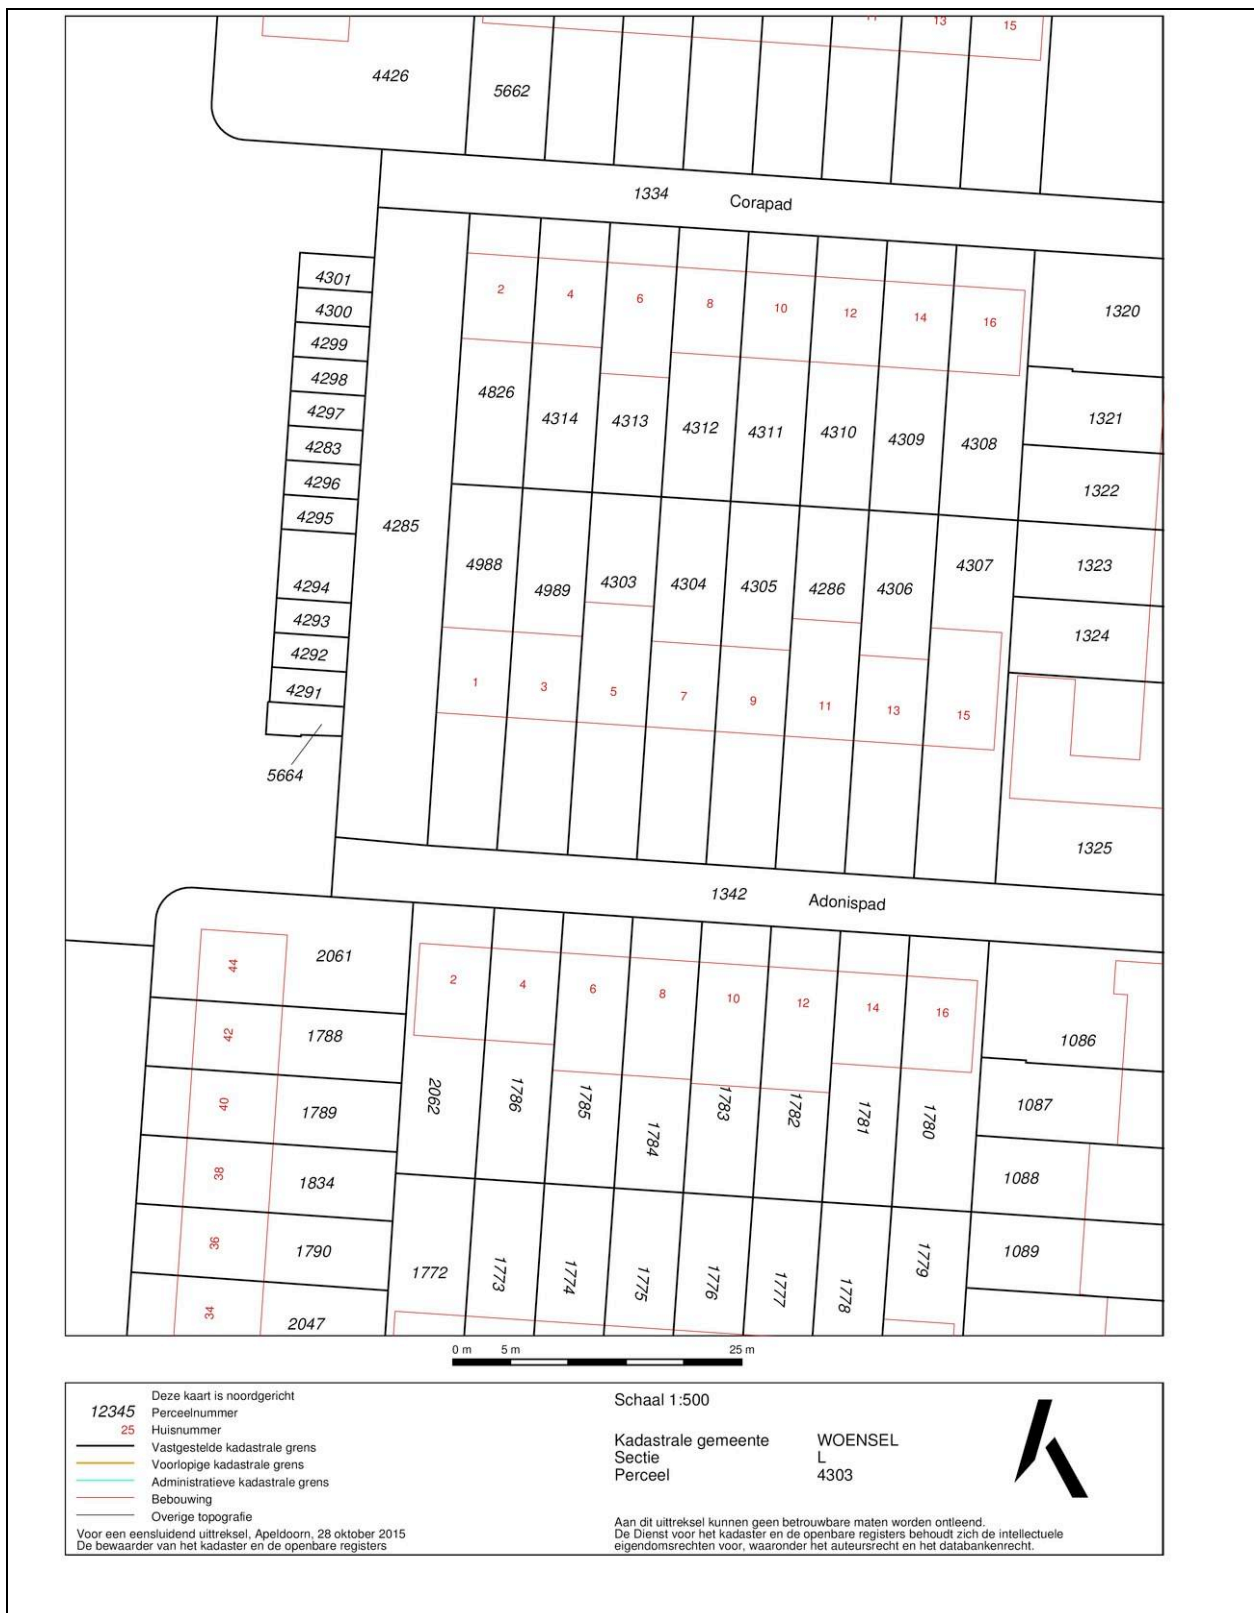 11 13 15
4426
5662
1334 Corapad
4301
4300
4299
4298
4297
4283
4296
4295
4294
4293
4292
4291
5664
4285
2 4 6 8 10 12 14 16
4826 4314 4313 4312 4311 4310 4309 4308
1320
1321
1322
1323
1324
1325
4988 4989 4303 4304 4305 4286 4306 4307
1 3 5 7 9 11 13 15
1342 Adonispad
2061
44
42 1788
40 1789
38 1834
36 1790
34 2047
2 4 6 8 10 12 14 16
2062 1786 1785 1784 1783 1782 1781 1780
1086
1087
1088
1089
1772 1773 1774 1775 1776 1777 1778 1779
0 m 5 m 25 m
Deze kaart is noordgericht
12345 Perceelnummer
25 Huisnummer
Vastgestelde kadastrale grens
Voorlopige kadastrale grens
Administratieve kadastrale grens
Bebouwing
Overige topografie
Voor een eensluidend uittreksel, Apeldoorn, 28 oktober 2015
De bewaarder van het kadaster en de openbare registers
Schaal 1:500
Kadastrale gemeente WOENSEL
Sectie L
Perceel 4303
Aan dit uittreksel kunnen geen betrouwbare maten worden ontleend.
De Dienst voor het kadaster en de openbare registers behoudt zich de intellectuele
eigendomsrechten voor, waaronder het auteursrecht en het databankenrecht.